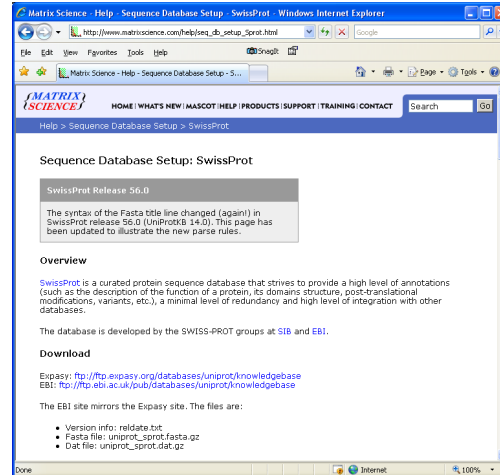 Matrix Science - Help - Sequence Database Setup - SwissProt - Windows Internet Explorer
http://www.matrixscience.com/help/seq_db_setup_Sprot.html
Google
File Edit View Favorites Tools Help
SnagIt
Matrix Science - Help - Sequence Database Setup - S...
Page
Tools
{MATRIX}
{SCIENCE}
HOME | WHAT'S NEW | MASCOT | HELP | PRODUCTS | SUPPORT | TRAINING | CONTACT
Search
Go
Help > Sequence Database Setup > SwissProt
Sequence Database Setup: SwissProt
SwissProt Release 56.0
The syntax of the Fasta title line changed (again!) in
SwissProt release 56.0 (UniProtKB 14.0). This page has
been updated to illustrate the new parse rules.
Overview
SwissProt is a curated protein sequence database that strives to provide a high level of annotations
(such as the description of the function of a protein, its domains structure, post-translational
modifications, variants, etc.), a minimal level of redundancy and high level of integration with other
databases.
The database is developed by the SWISS-PROT groups at SIB and EBI.
Download
Expasy: ftp://ftp.expasy.org/databases/uniprot/knowledgebase
EBI: ftp://ftp.ebi.ac.uk/pub/databases/uniprot/knowledgebase
The EBI site mirrors the Expasy site. The files are:
• Version info: reldate.txt
• Fasta file: uniprot_sprot.fasta.gz
• Dat file: uniprot_sprot.dat.gz
Done
Internet
100%